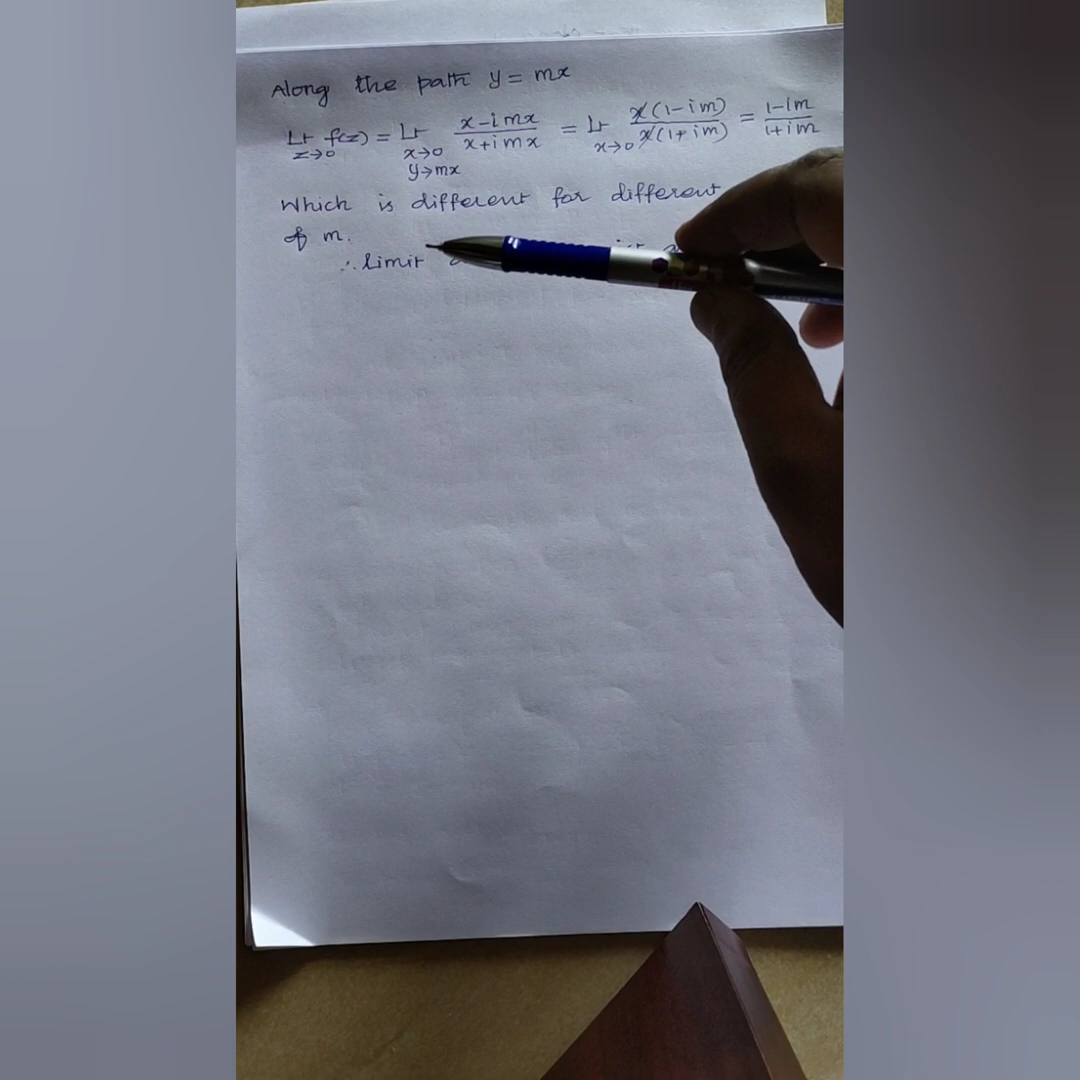 Along the path y = mx
Lt z→0 f(z) = Lt x→0 y→mx (x-imx)/(x+imx) = Lt x→0 x(1-im)/x(1+im) = (1-im)/(1+im)
Which is different for different
of m.
∴ limit